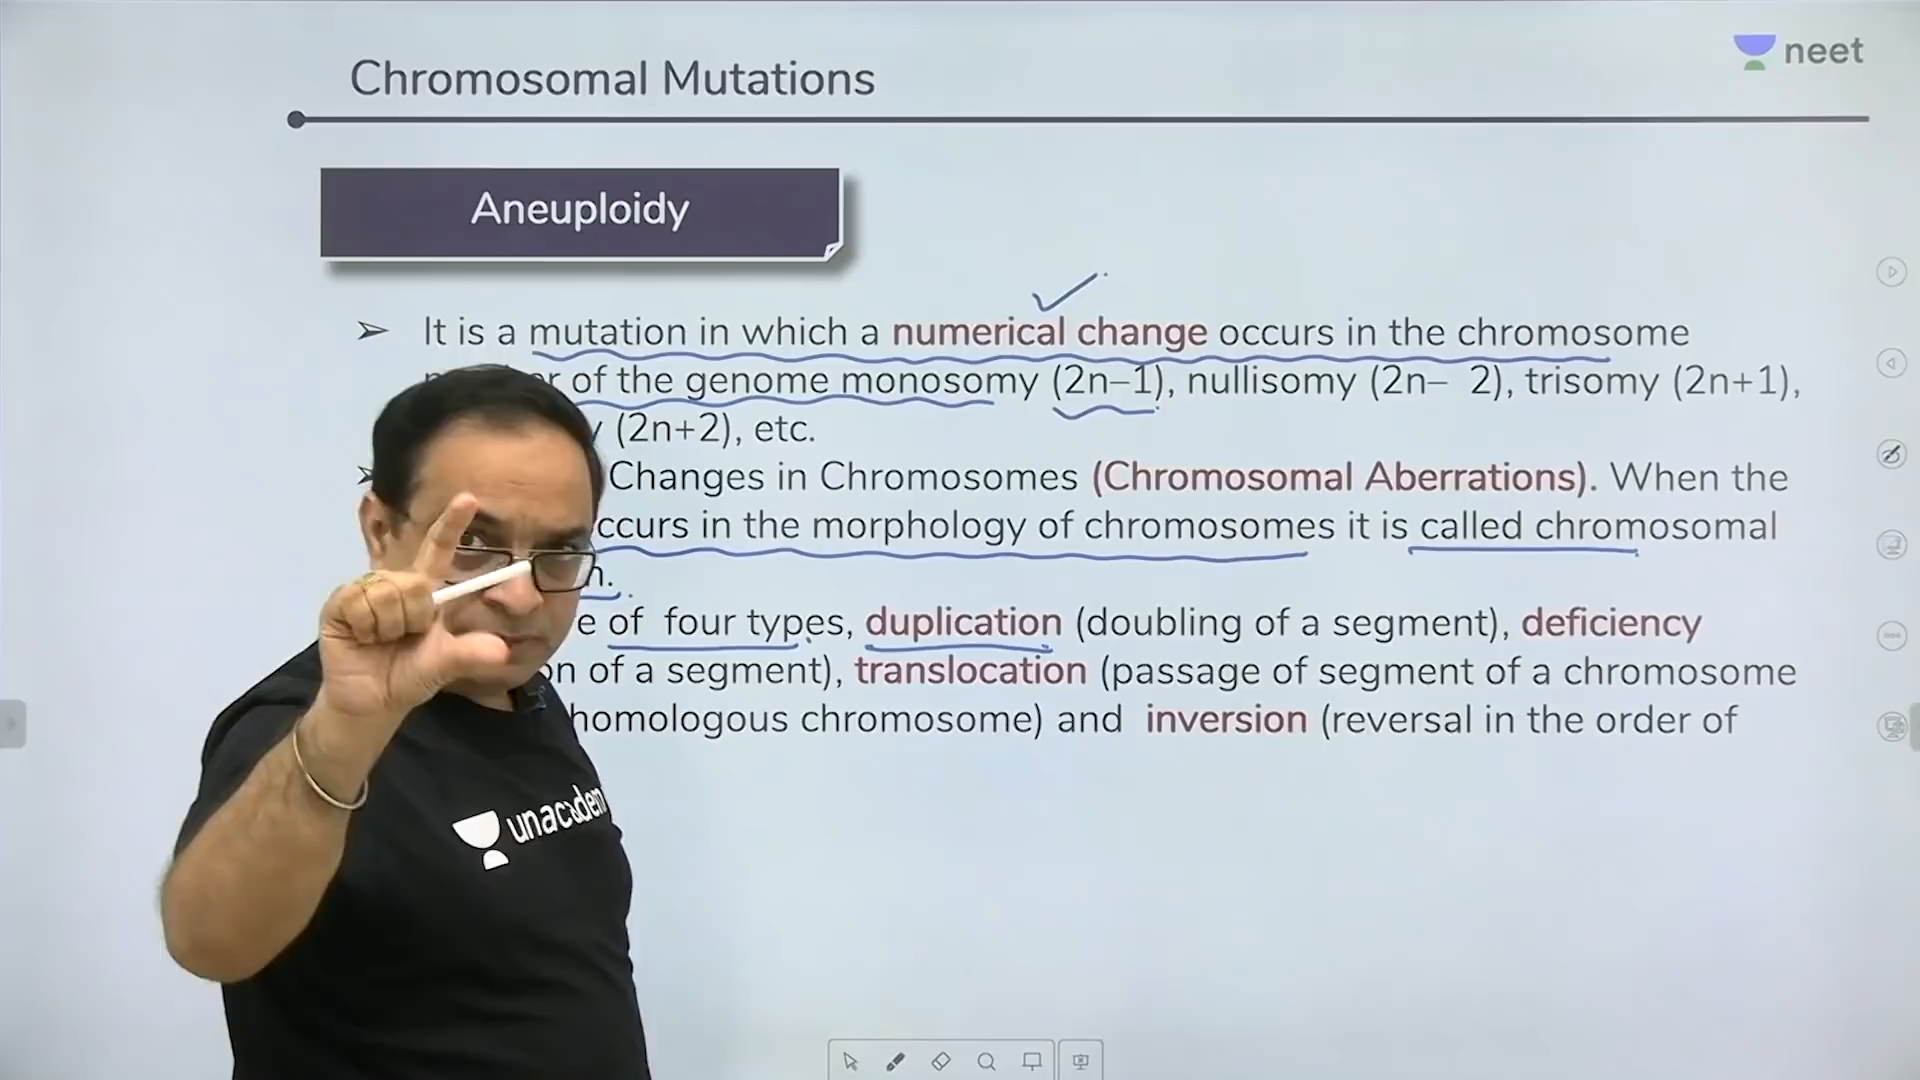 neet
Chromosomal Mutations
Aneuploidy
➢ It is a mutation in which a numerical change occurs in the chromosome
of the genome monosomy (2n–1), nullisomy (2n– 2), trisomy (2n+1),
(2n+2), etc.
Changes in Chromosomes (Chromosomal Aberrations). When the
in the morphology of chromosomes it is called chromosomal
of four types, duplication (doubling of a segment), deficiency
of a segment), translocation (passage of segment of a chromosome
homologous chromosome) and inversion (reversal in the order of
unacadem